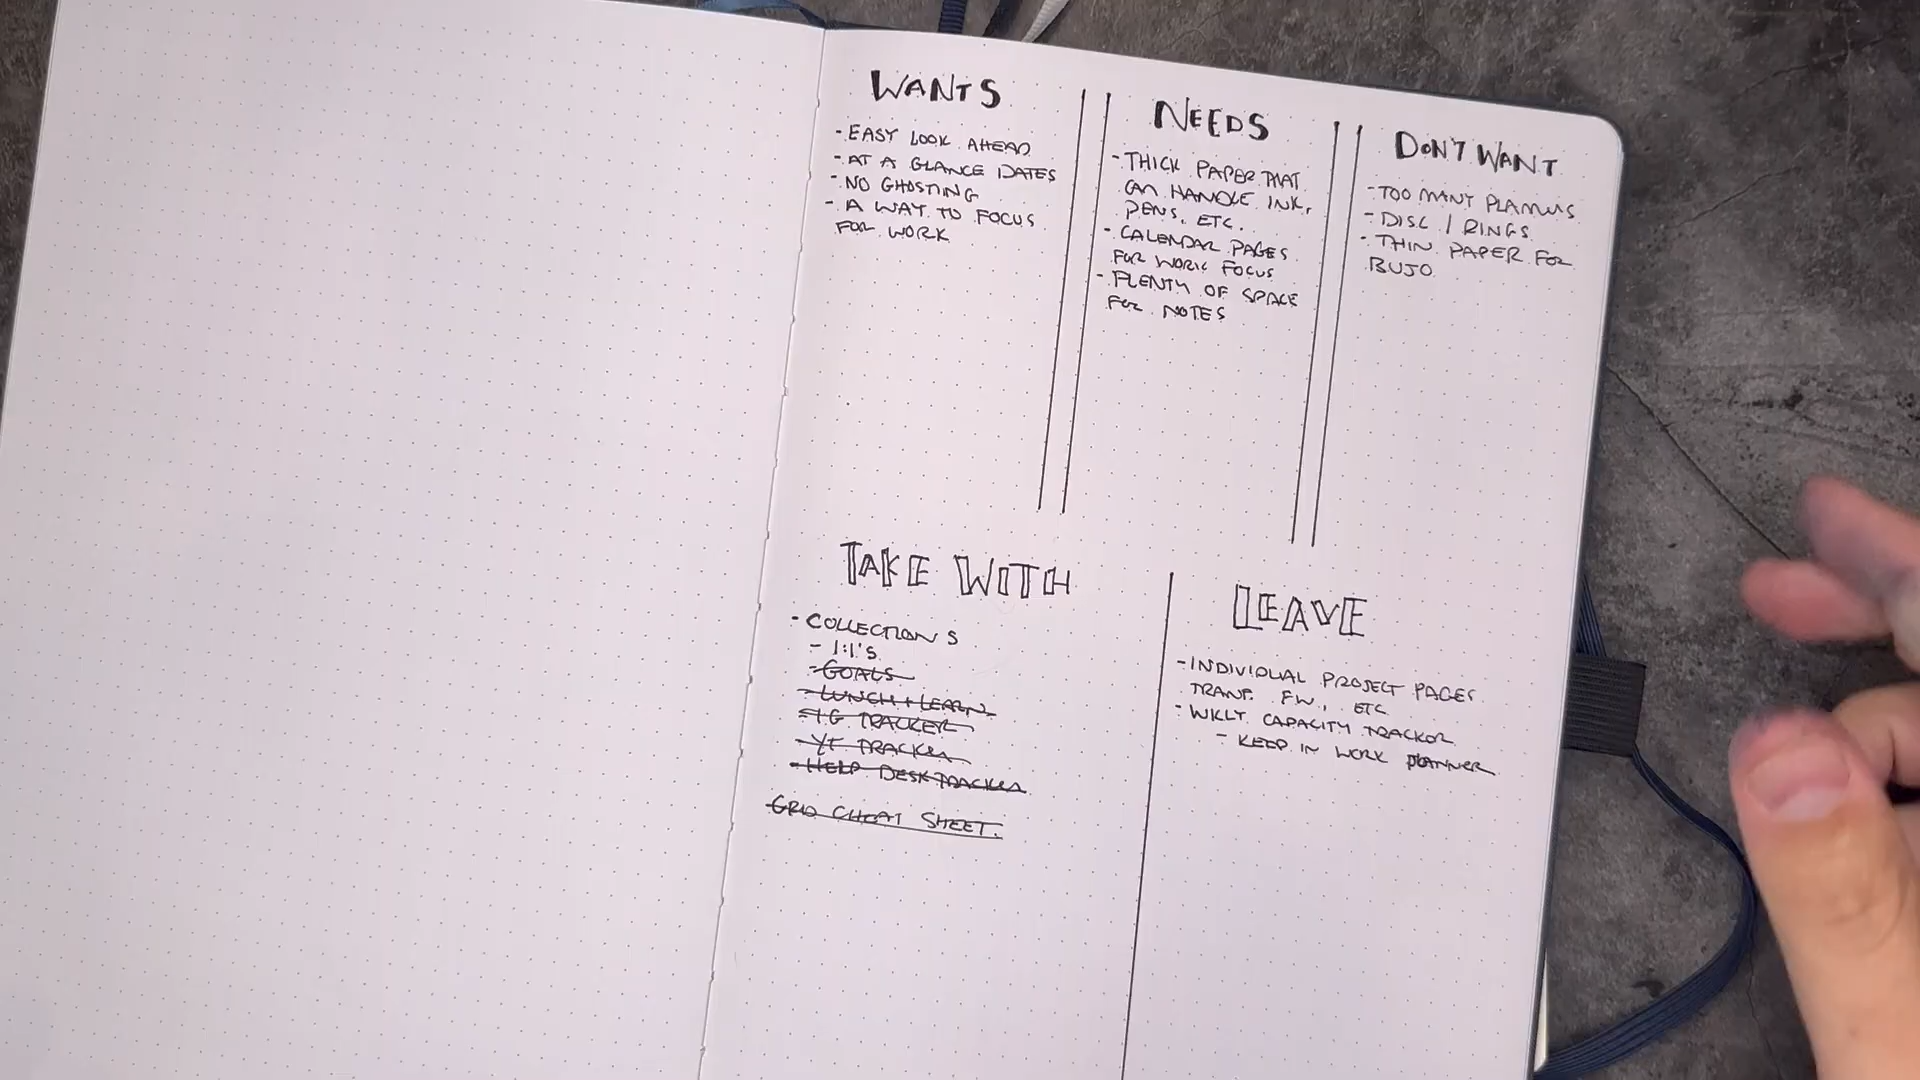 WANTS
- EASY LOOK AHEAD
- AT A GLANCE DATES
- NO GHOSTING
- A WAY TO FOCUS
FOR WORK
NEEDS
- THICK PAPER THAT
CAN HANDLE INK,
PENS, ETC.
- CALENDAR PAGES
FOR WORK FOCUS
- PLENTY OF SPACE
FOR NOTES
DON'T WANT
- TOO MANY PLANNERS
- DISC / RINGS
- THIN PAPER FOR
BUJO
TAKE WITH
- COLLECTIONS
- 1:1'S
- GOALS
- LUNCH + LEARN
- IG TRACKER
- YT TRACKER
- HELP DESK TRACKER
GRID CHEAT SHEET.
LEAVE
- INDIVIDUAL PROJECT PAGES
TRANF. FW., ETC
- WKLY CAPACITY TRACKER
- KEEP IN WORK PLANNER